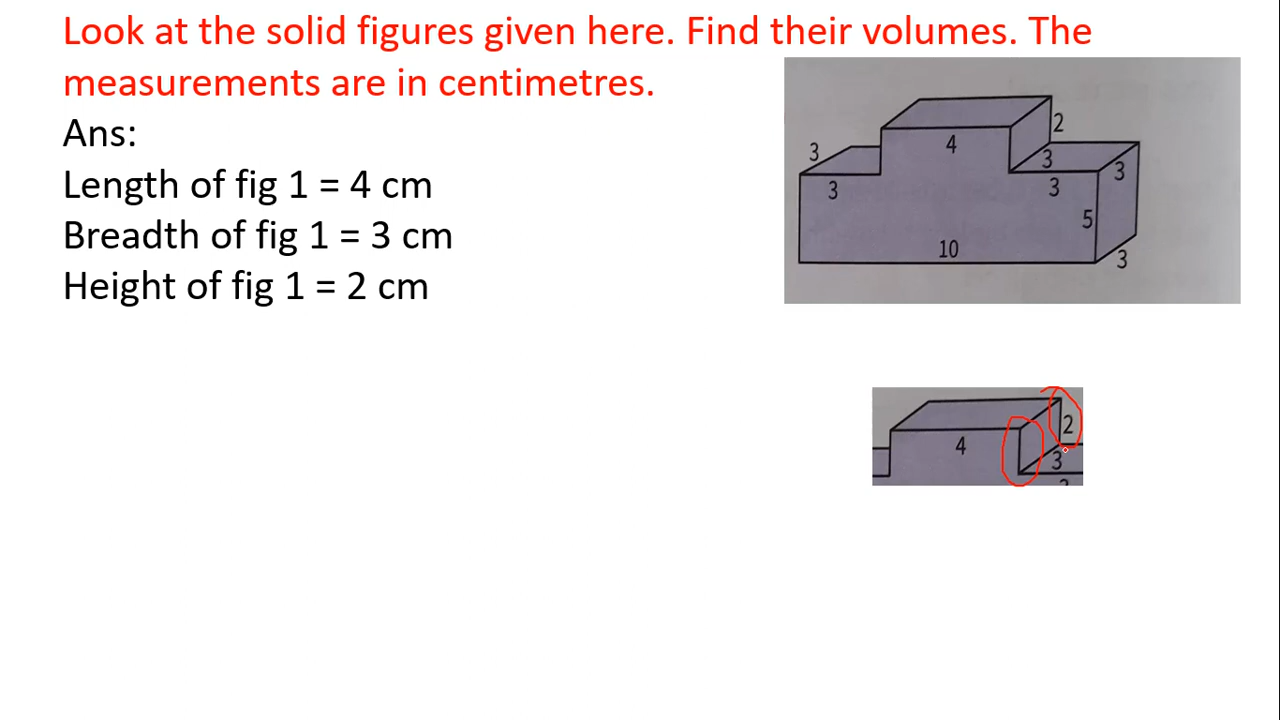 Look at the solid figures given here. Find their volumes. The
measurements are in centimetres.
Ans:
Length of fig 1 = 4 cm
Breadth of fig 1 = 3 cm
Height of fig 1 = 2 cm
2
4
3
3
3
3
3
5
10
3
2
4
3